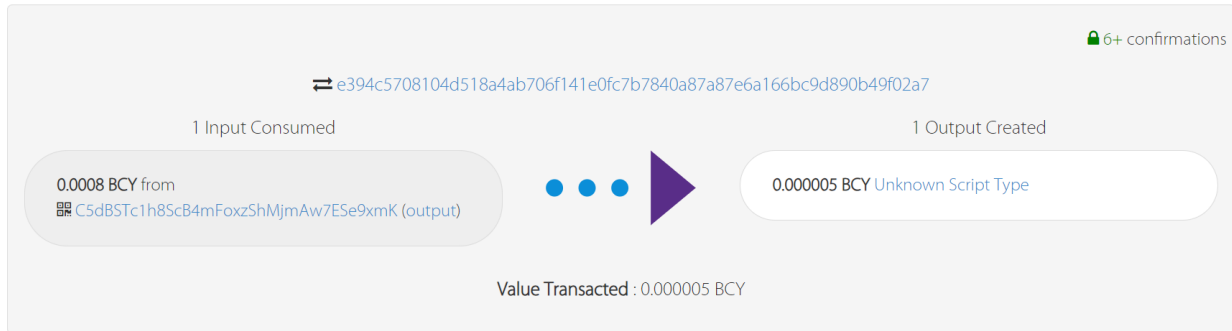 6+ confirmations
e394c5708104d518a4ab706f141e0fc7b7840a87a87e6a166bc9d890b49f02a7
1 Input Consumed
1 Output Created
0.0008 BCY from
C5dBSTc1h8ScB4mFoxzShMjmAw7ESe9xmK (output)
0.000005 BCY Unknown Script Type
Value Transacted : 0.000005 BCY